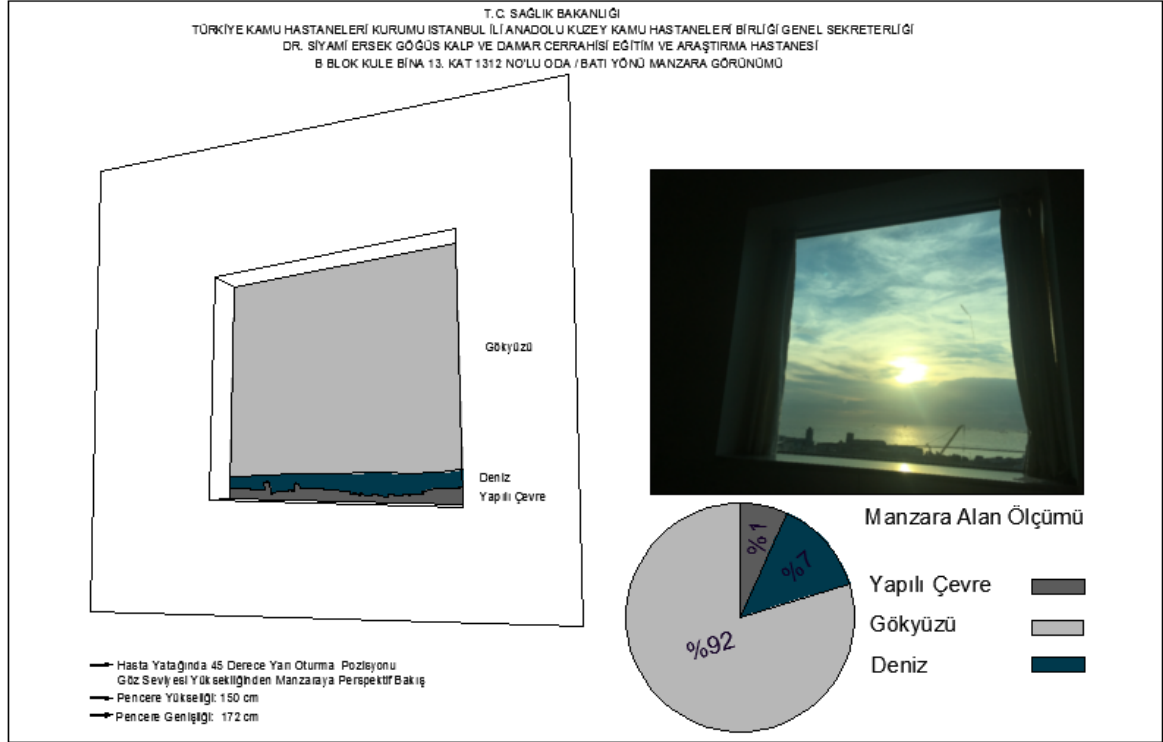 T.C. SAĞLIK BAKANLIĞI
TÜRKİYE KAMU HASTANELERİ KURUMU ISTANBUL İLİ ANADOLU KUZEY KAMU HASTANELERİ BİRLİĞİ GENEL SEKRETERLİĞİ
DR. SİYAMİ ERSEK GÖĞÜS KALP VE DAMAR CERRAHİSİ EĞİTİM VE ARAŞTIRMA HASTANESİ
B BLOK KULE BİNA 13. KAT 1312 NO'LU ODA / BATI YÖNÜ MANZARA GÖRÜNÜMÜ
Gökyüzü
Deniz
Yapılı Çevre
Manzara Alan Ölçümü
%1
%7
%92
Yapılı Çevre
Gökyüzü
Deniz
Hasta Yatağında 45 Derece Yarı Oturma Pozisyonu
Göz Seviyesi Yüksekliğinden Manzaraya Perspektif Bakış
Pencere Yükseliği: 150 cm
Pencere Genişliği: 172 cm